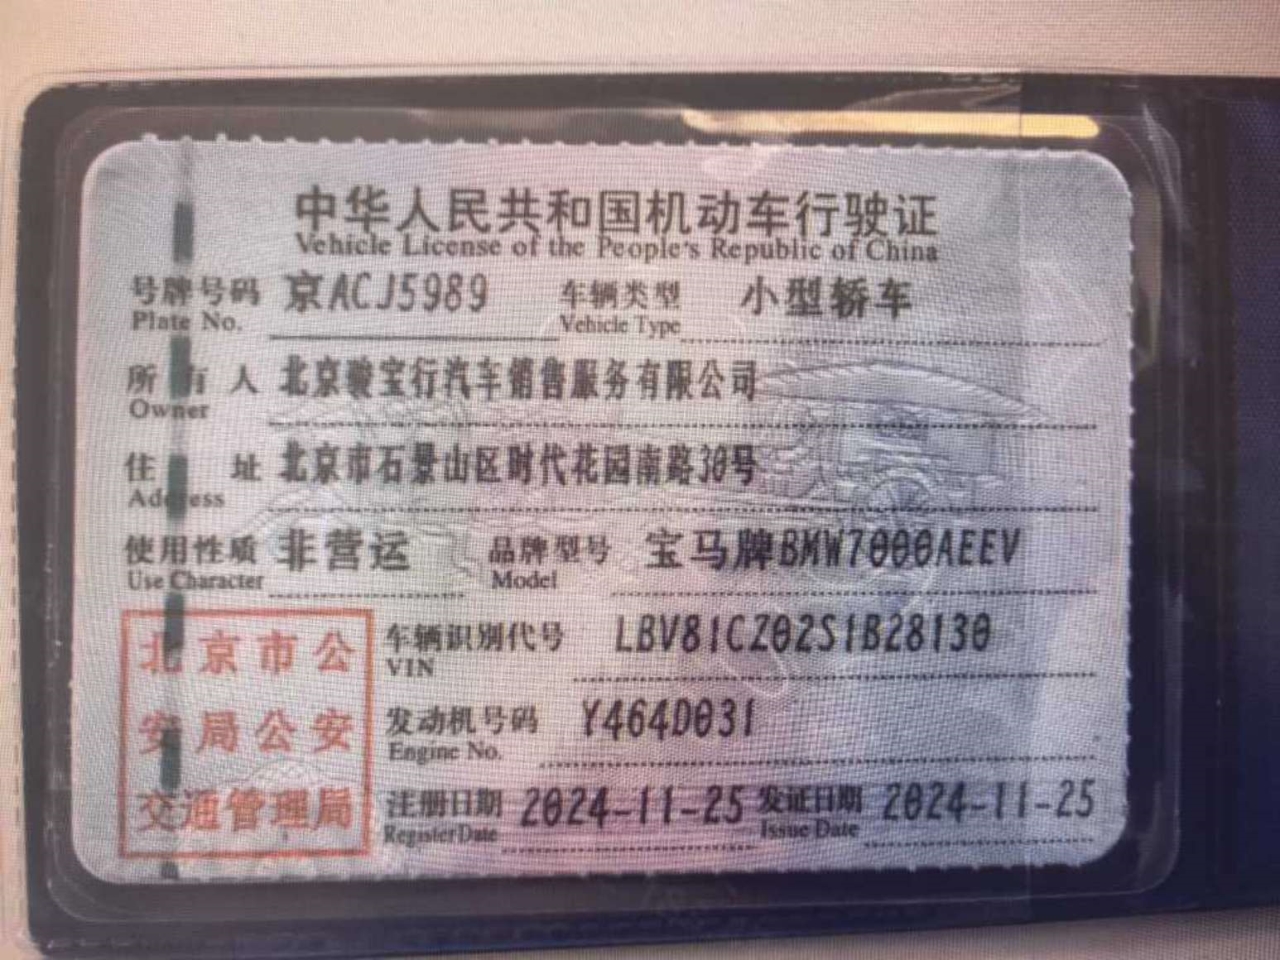 中华人民共和国机动车行驶证
Vehicle License of the People's Republic of China
号牌号码 京ACJ5989 车辆类型 小型轿车
Plate No. Vehicle Type
所有人 北京骏宝行汽车销售服务有限公司
Owner
住址 北京市石景山区时代花园南路30号
Address
使用性质 非营运 品牌型号 宝马牌BMW7000AEEV
Use Character Model
车辆识别代号 LBV81CZ02S1B28130
VIN
发动机号码 Y464D031
Engine No.
注册日期 2024-11-25 发证日期 2024-11-25
Register Date Issue Date
北京市公
安局公安
交通管理局